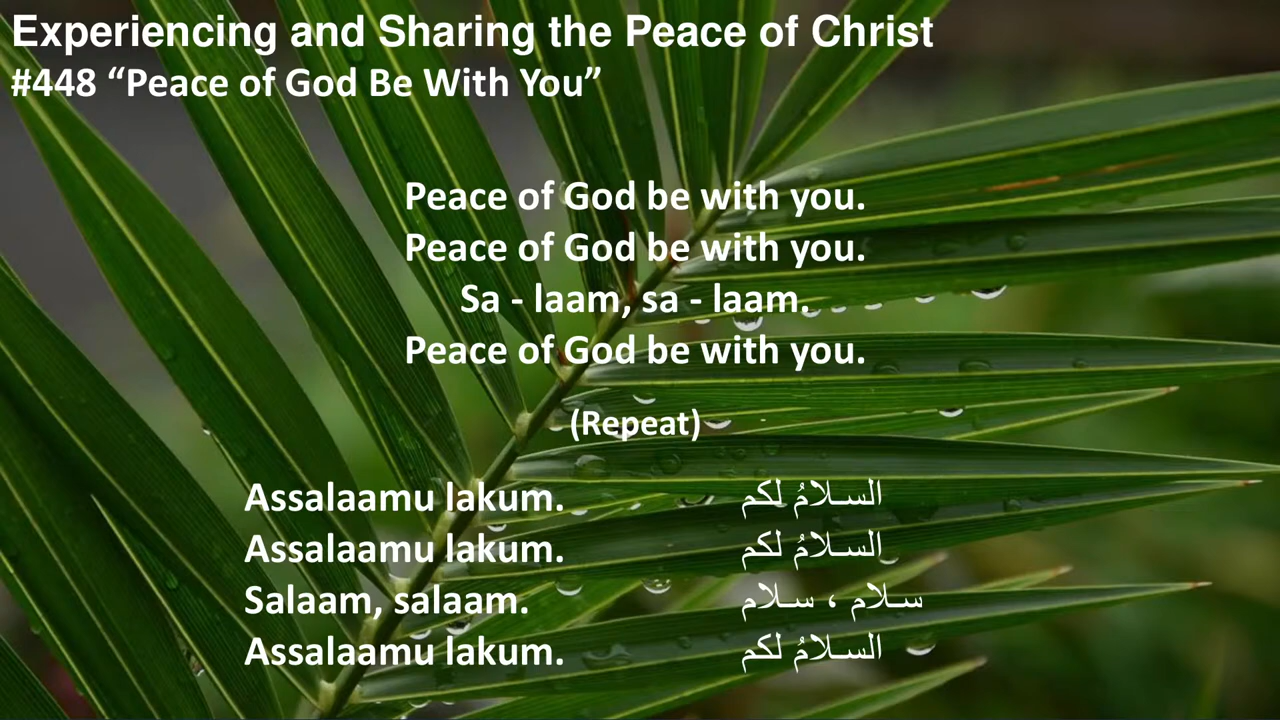 Experiencing and Sharing the Peace of Christ
#448 “Peace of God Be With You”
Peace of God be with you.
Peace of God be with you.
Sa - laam, sa - laam.
Peace of God be with you.
(Repeat)
Assalaamu lakum. السلامُ لكم
Assalaamu lakum. السلامُ لكم
Salaam, salaam. سلام ، سلام
Assalaamu lakum. السلامُ لكم